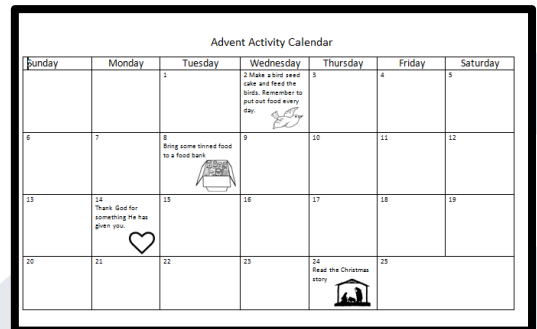 Advent Activity Calendar
Sunday Monday Tuesday Wednesday Thursday Friday Saturday
1
2 Make a bird seed
cake and feed the
birds. Remember to
put out food every
day.
3
4
5
6
7
8
Bring some tinned food
to a food bank
9
10
11
12
13
14
Thank God for
something He has
given you.
15
16
17
18
19
20
21
22
23
24
Read the Christmas
story
25